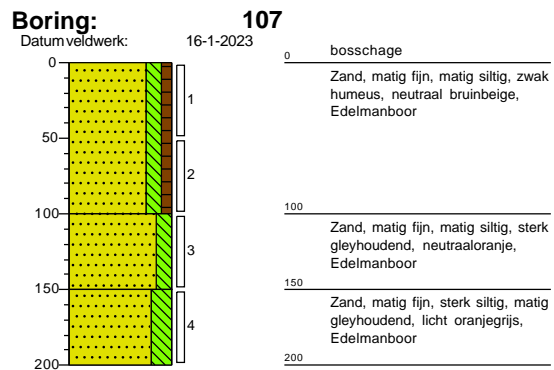 Boring: 107
Datum veldwerk: 16-1-2023
0
50
100
150
200
1
2
3
4
0
bosschage
Zand, matig fijn, matig siltig, zwak
humeus, neutraal bruinbeige,
Edelmanboor
100
Zand, matig fijn, matig siltig, sterk
gleyhoudend, neutraaloranje,
Edelmanboor
150
Zand, matig fijn, sterk siltig, matig
gleyhoudend, licht oranjegrijs,
Edelmanboor
200